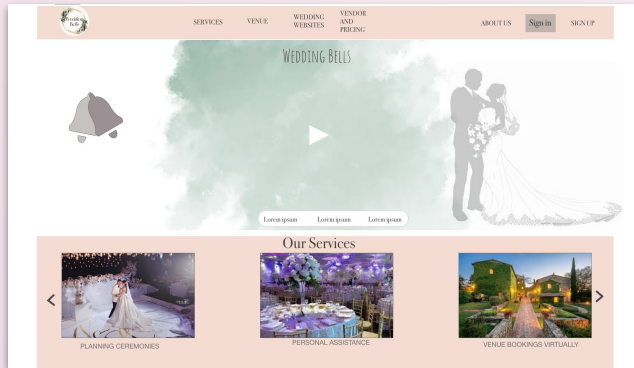 Wedding
Bells
SERVICES
VENUE
WEDDING
WEBSITES
VENDOR
AND
PRICING
ABOUT US
Sign in
SIGN UP
WEDDING BELLS
Lorem ipsum
Lorem ipsum
Lorem ipsum
Our Services
PLANNING CEREMONIES
PERSONAL ASSISTANCE
VENUE BOOKINGS VIRTUALLY